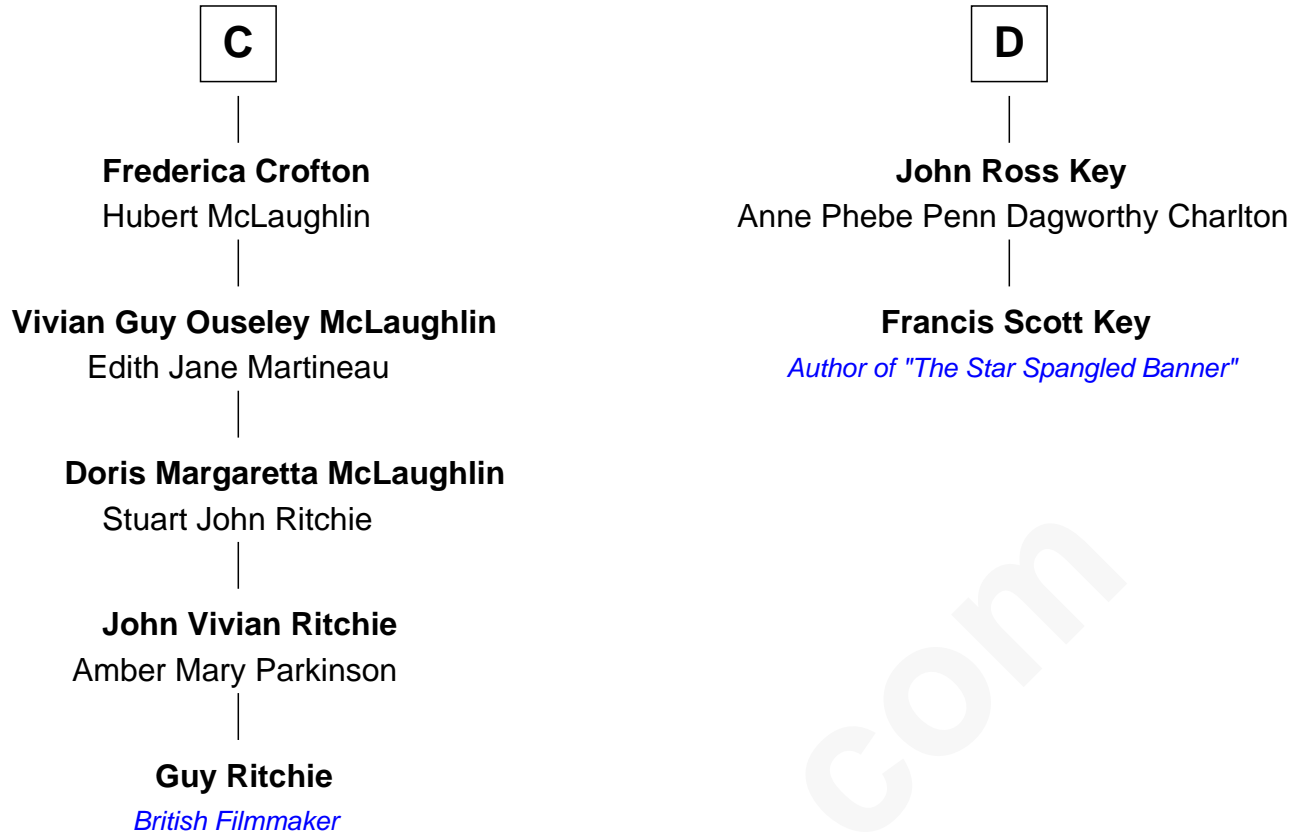 C
Frederica Crofton
Hubert McLaughlin
Vivian Guy Ouseley McLaughlin
Edith Jane Martineau
Doris Margaretta McLaughlin
Stuart John Ritchie
John Vivian Ritchie
Amber Mary Parkinson
Guy Ritchie
British Filmmaker
D
John Ross Key
Anne Phebe Penn Dagworthy Charlton
Francis Scott Key
Author of "The Star Spangled Banner"
com